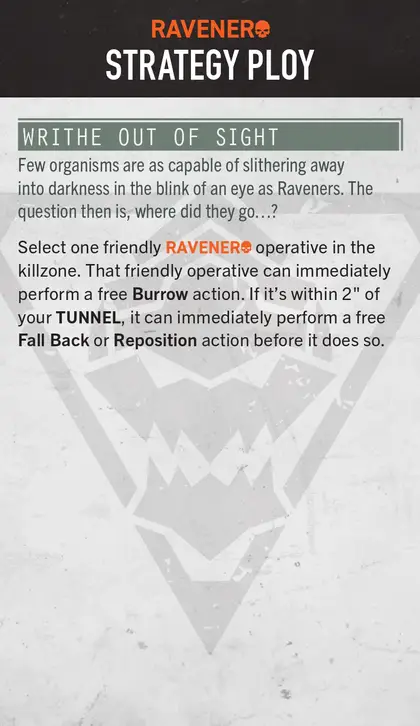 RAVENER
STRATEGY PLOY
WRITHE OUT OF SIGHT
Few organisms are as capable of slithering away
into darkness in the blink of an eye as Raveners. The
question then is, where did they go…?
Select one friendly RAVENER operative in the
killzone. That friendly operative can immediately
perform a free Burrow action. If it’s within 2" of
your TUNNEL, it can immediately perform a free
Fall Back or Reposition action before it does so.